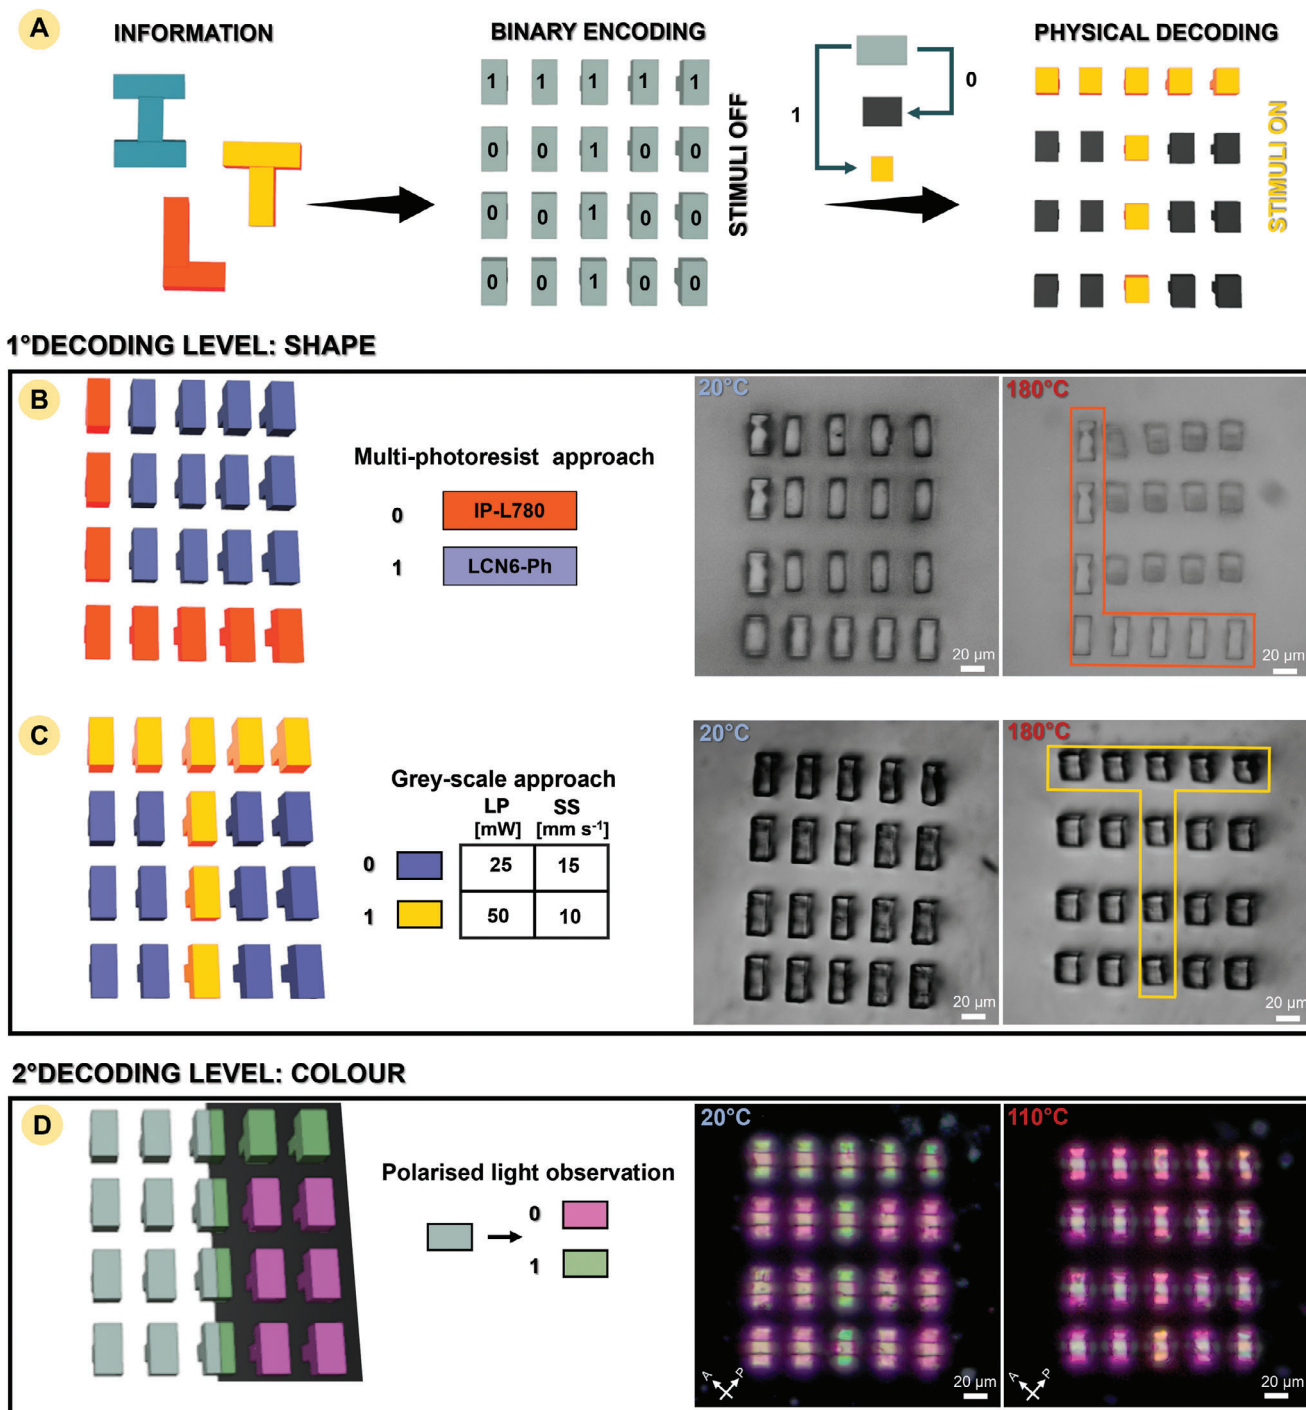 A
INFORMATION
BINARY ENCODING
PHYSICAL DECODING
1 1 1 1 1
0 0 1 0 0
0 0 1 0 0
0 0 1 0 0
STIMULI OFF
0
1
STIMULI ON
1°DECODING LEVEL: SHAPE
B
Multi-photoresist approach
0 IP-L780
1 LCN6-Ph
20°C
20 µm
180°C
20 µm
C
Grey-scale approach
LP SS
[mW] [mm s⁻¹]
0 25 15
1 50 10
20°C
20 µm
180°C
20 µm
2°DECODING LEVEL: COLOUR
D
Polarised light observation
0
1
20°C
A P
20 µm
110°C
A P
20 µm